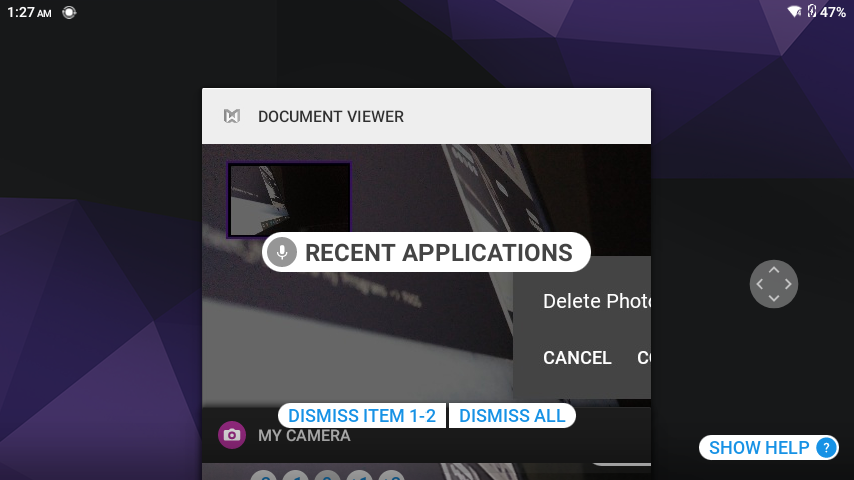 1:27 AM
47%
DOCUMENT VIEWER
RECENT APPLICATIONS
Delete Photo
CANCEL
DISMISS ITEM 1-2
DISMISS ALL
MY CAMERA
SHOW HELP ?